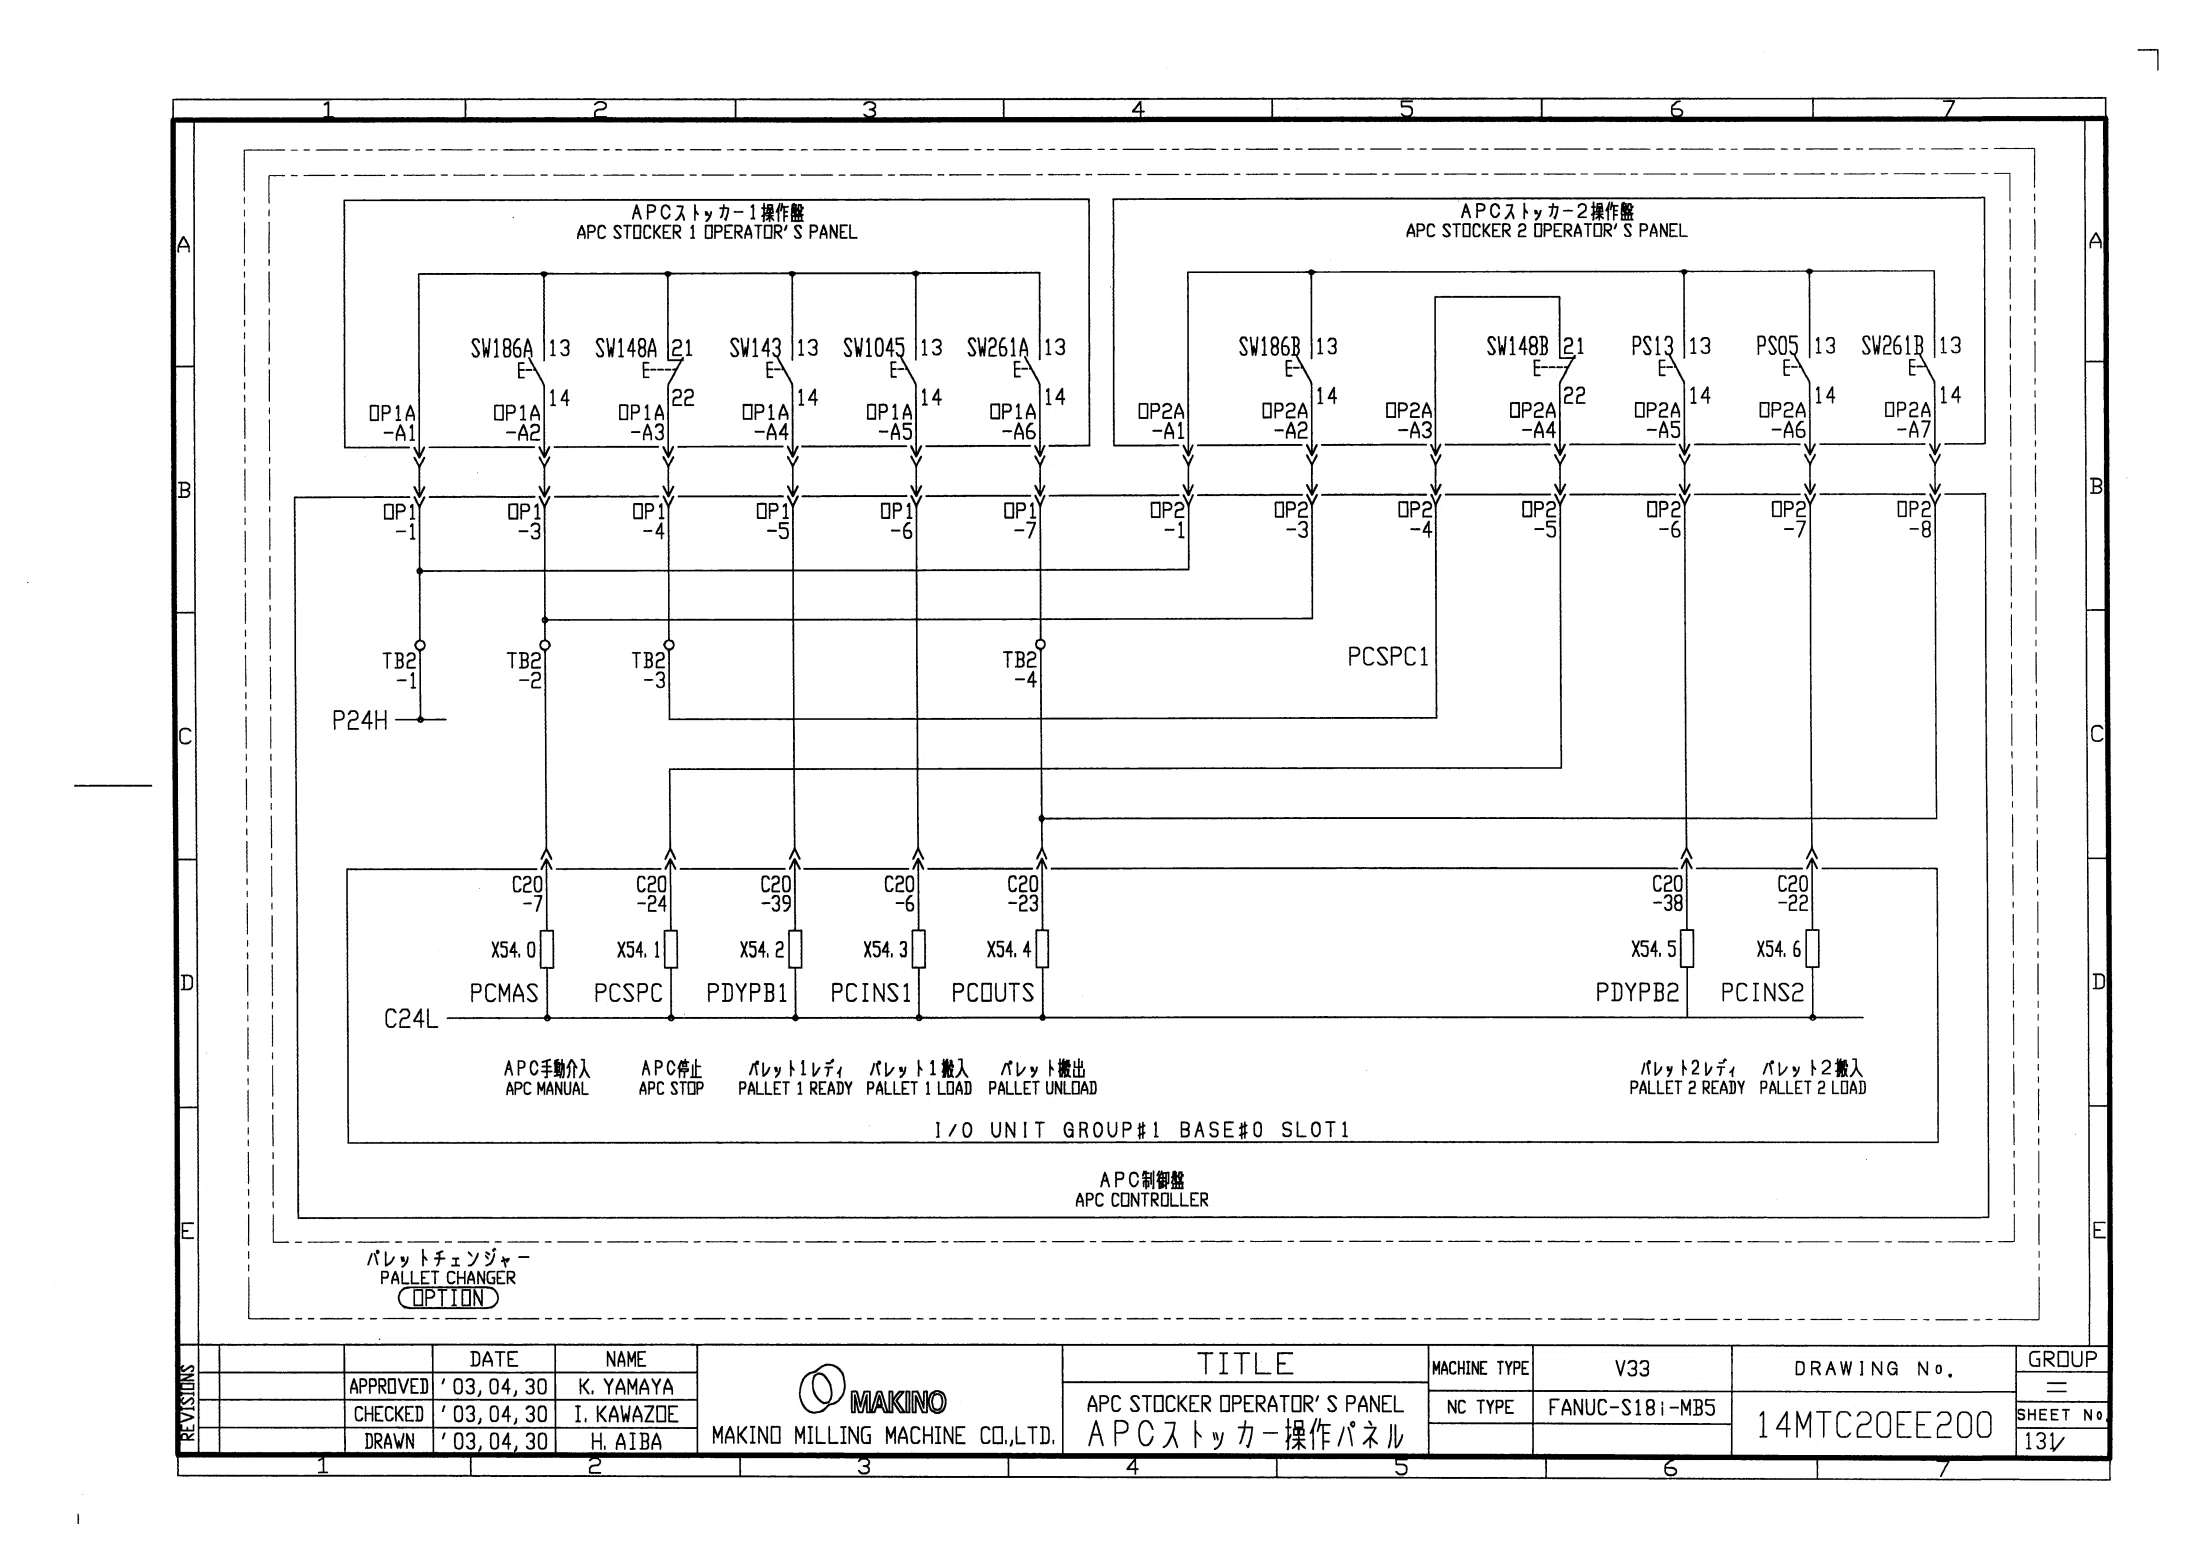 1 2 3 4 5 6 7
A A
B B
C C
D D
E E
APCストッカー1操作盤
APC STOCKER 1 OPERATOR'S PANEL
APCストッカー2操作盤
APC STOCKER 2 OPERATOR'S PANEL
SW186A 13 SW148A 21 SW143 13 SW1045 13 SW261A 13
SW186B 13 SW148B 21 PS13 13 PS05 13 SW261B 13
E E E E E E E E E E
14 22 14 14 14 14 22 14 14 14
OP1A OP1A OP1A OP1A OP1A OP1A
-A1 -A2 -A3 -A4 -A5 -A6
OP2A OP2A OP2A OP2A OP2A OP2A OP2A
-A1 -A2 -A3 -A4 -A5 -A6 -A7
OP1 OP1 OP1 OP1 OP1 OP1
-1 -3 -4 -5 -6 -7
OP2 OP2 OP2 OP2 OP2 OP2 OP2
-1 -3 -4 -5 -6 -7 -8
TB2 TB2 TB2 TB2
-1 -2 -3 -4
PCSPC1
P24H
C20 C20 C20 C20 C20 C20 C20
-7 -24 -39 -6 -23 -38 -22
X54.0 X54.1 X54.2 X54.3 X54.4 X54.5 X54.6
PCMAS PCSPC PDYPB1 PCINS1 PCOUTS PDYPB2 PCINS2
C24L
APC手動介入 APC停止 パレット1レディ パレット1搬入 パレット搬出 パレット2レディ パレット2搬入
APC MANUAL APC STOP PALLET 1 READY PALLET 1 LOAD PALLET UNLOAD PALLET 2 READY PALLET 2 LOAD
I/O UNIT GROUP#1 BASE#0 SLOT1
APC制御盤
APC CONTROLLER
パレットチェンジャー
PALLET CHANGER
OPTION
REVISIONS
DATE NAME
APPROVED '03,04,30 K. YAMAYA
CHECKED '03,04,30 I. KAWAZOE
DRAWN '03,04,30 H. AIBA
MAKINO
MAKINO MILLING MACHINE CO.,LTD.
TITLE
APC STOCKER OPERATOR'S PANEL
APCストッカー操作パネル
MACHINE TYPE V33
NC TYPE FANUC-S18i-MB5
DRAWING No.
14MTC20EE200
GROUP
=
SHEET No.
131/
1 2 3 4 5 6 7